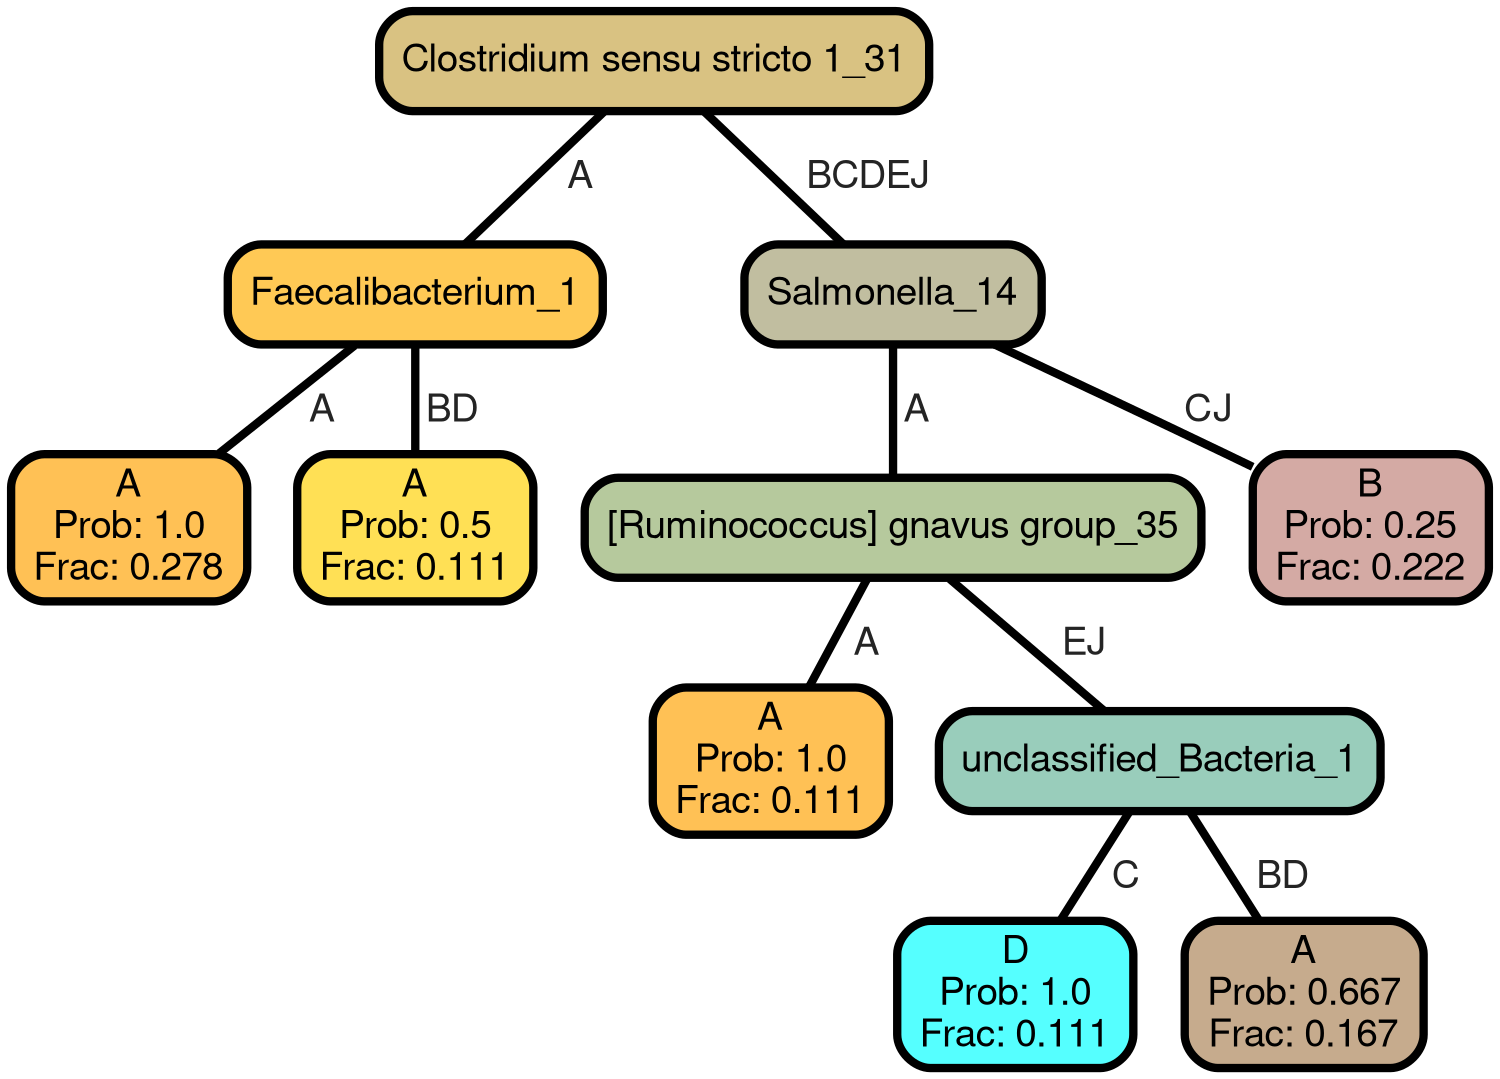 Clostridium sensu stricto 1_31
A
BCDEJ
Faecalibacterium_1
Salmonella_14
A
BD
A
CJ
A
Prob: 1.0
Frac: 0.278
A
Prob: 0.5
Frac: 0.111
[Ruminococcus] gnavus group_35
B
Prob: 0.25
Frac: 0.222
A
EJ
A
Prob: 1.0
Frac: 0.111
unclassified_Bacteria_1
C
BD
D
Prob: 1.0
Frac: 0.111
A
Prob: 0.667
Frac: 0.167